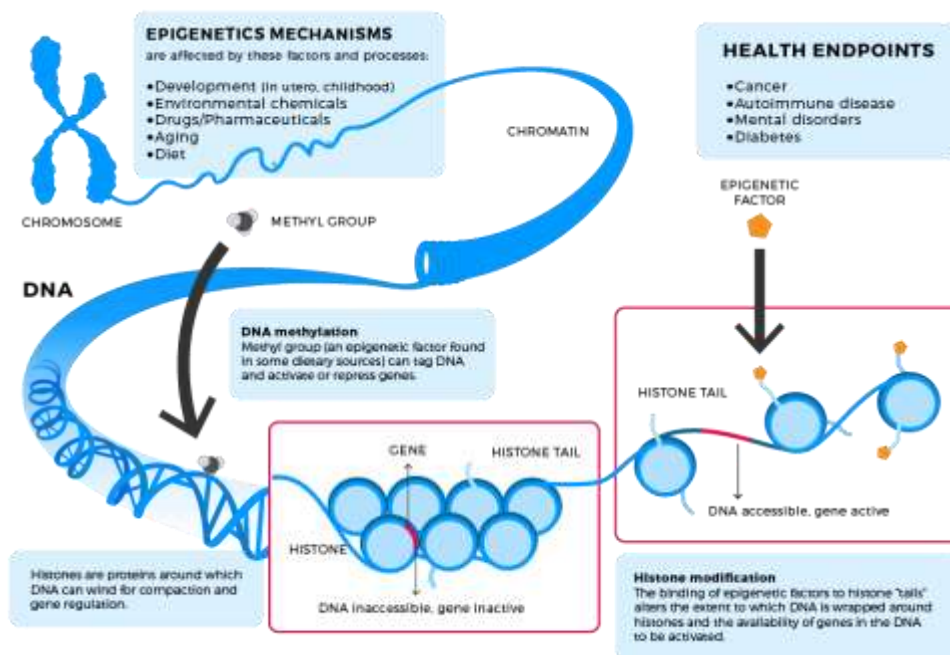 EPIGENETICS MECHANISMS
are affected by these factors and processes:
•Development (in utero, childhood)
•Environmental chemicals
•Drugs/Pharmaceuticals
•Aging
•Diet
HEALTH ENDPOINTS
•Cancer
•Autoimmune disease
•Mental disorders
•Diabetes
CHROMATIN
CHROMOSOME
METHYL GROUP
EPIGENETIC
FACTOR
DNA
DNA methylation
Methyl group (an epigenetic factor found
in some dietary sources) can tag DNA
and activate or repress genes.
HISTONE TAIL
GENE
HISTONE TAIL
DNA accessible, gene active
HISTONE
DNA inaccessible, gene inactive
Histones are proteins around which
DNA can wind for compaction and
gene regulation.
Histone modification
The binding of epigenetic factors to histone "tails"
alters the extent to which DNA is wrapped around
histones and the availability of genes in the DNA
to be activated.